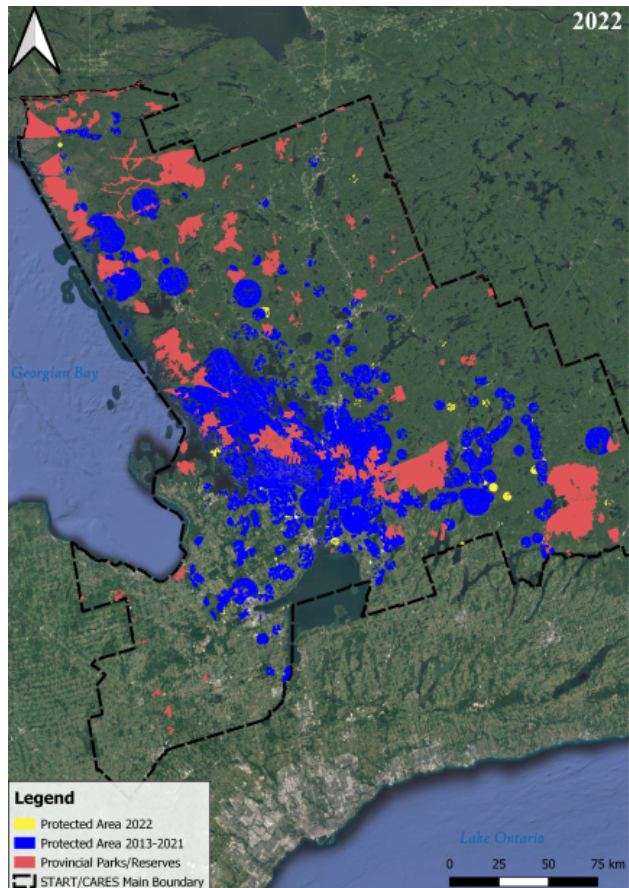 2022
Georgian Bay
Legend
Protected Area 2022
Protected Area 2013-2021
Provincial Parks/Reserves
START/CARES Main Boundary
Lake Ontario
0 25 50 75 km